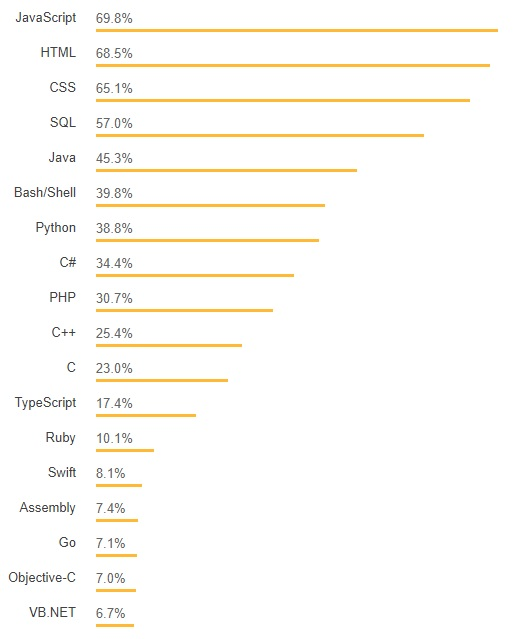 JavaScript 69.8%
HTML 68.5%
CSS 65.1%
SQL 57.0%
Java 45.3%
Bash/Shell 39.8%
Python 38.8%
C# 34.4%
PHP 30.7%
C++ 25.4%
C 23.0%
TypeScript 17.4%
Ruby 10.1%
Swift 8.1%
Assembly 7.4%
Go 7.1%
Objective-C 7.0%
VB.NET 6.7%